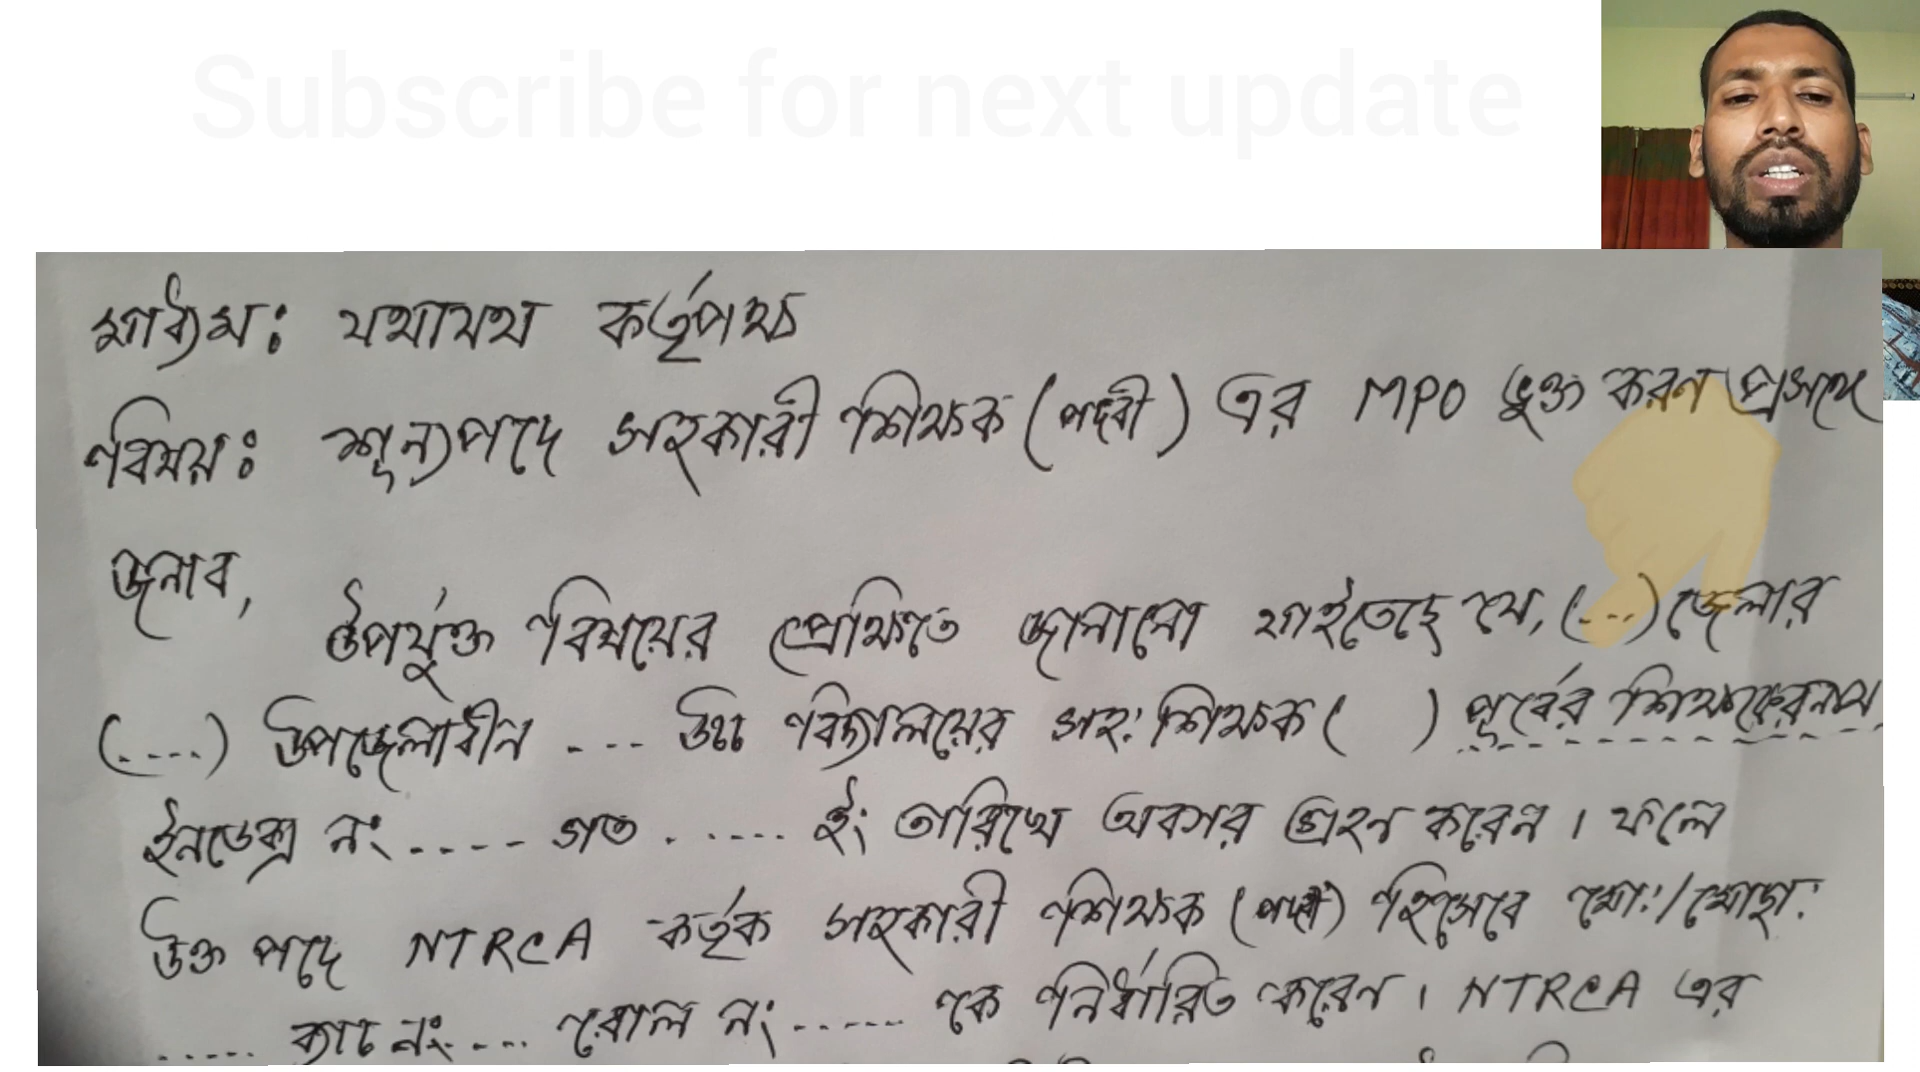 Subscribe for next update
মাধ্যমঃ যথাযথ কর্তৃপক্ষ
বিষয়ঃ শূন্যপদে সহকারী শিক্ষক (পদবী) এর MPO ভুক্ত করণ প্রসঙ্গে
জনাব,
উপর্যুক্ত বিষয়ের প্রেক্ষিতে জানানো যাইতেছে যে, (...) জেলার
(....) উপজেলাধীন ... উচ্চ বিদ্যালয়ের সহ: শিক্ষক ( ) পূর্বের শিক্ষকের নাম
ইনডেক্স নং ..... গত ...... ইং তারিখে অবসর গ্রহন করেন। ফলে
উক্ত পদে NTRCA কর্তৃক সহকারী শিক্ষক (পদবী) হিসেবে মো:/মোছা:
..... ব্যাচ নং .... রোল নং ...... কে নির্ধারিত করেন। NTRCA এর